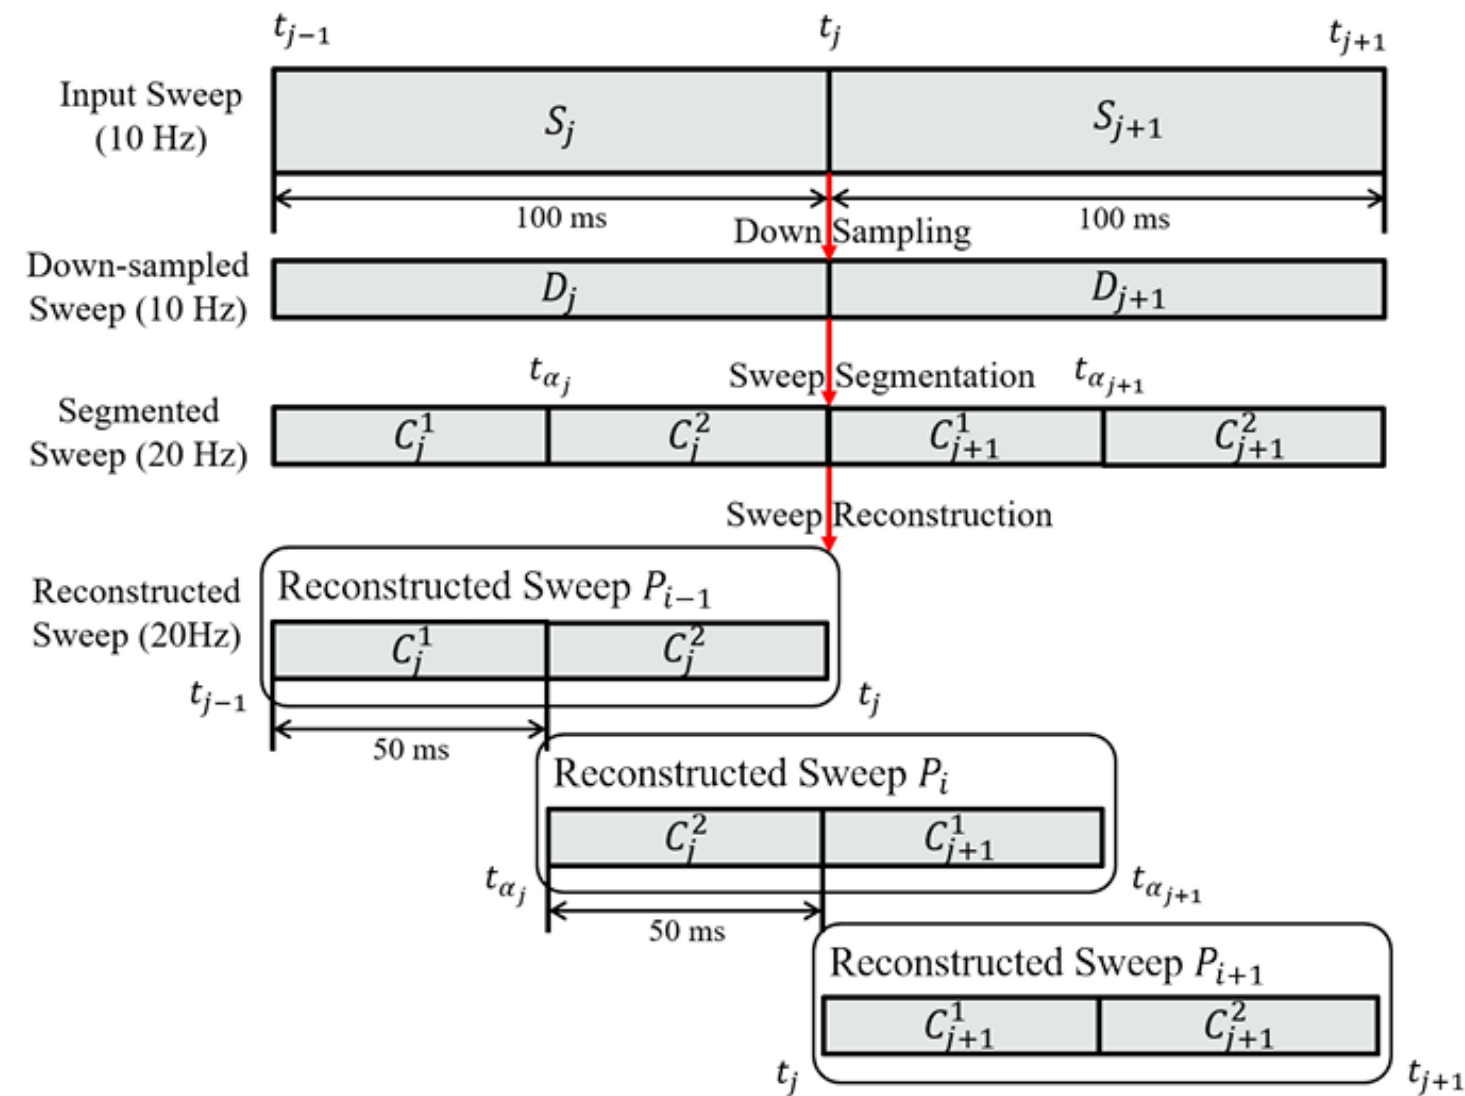 t_{j-1} t_j t_{j+1}
Input Sweep
(10 Hz)
S_j S_{j+1}
100 ms 100 ms
Down Sampling
Down-sampled
Sweep (10 Hz)
D_j D_{j+1}
t_{α_j} Sweep Segmentation t_{α_{j+1}}
Segmented
Sweep (20 Hz)
C_j^1 C_j^2 C_{j+1}^1 C_{j+1}^2
Sweep Reconstruction
Reconstructed
Sweep (20Hz)
Reconstructed Sweep P_{i-1}
C_j^1 C_j^2
t_{j-1} t_j
50 ms
Reconstructed Sweep P_i
C_j^2 C_{j+1}^1
t_{α_j} t_{α_{j+1}}
50 ms
Reconstructed Sweep P_{i+1}
C_{j+1}^1 C_{j+1}^2
t_j t_{j+1}